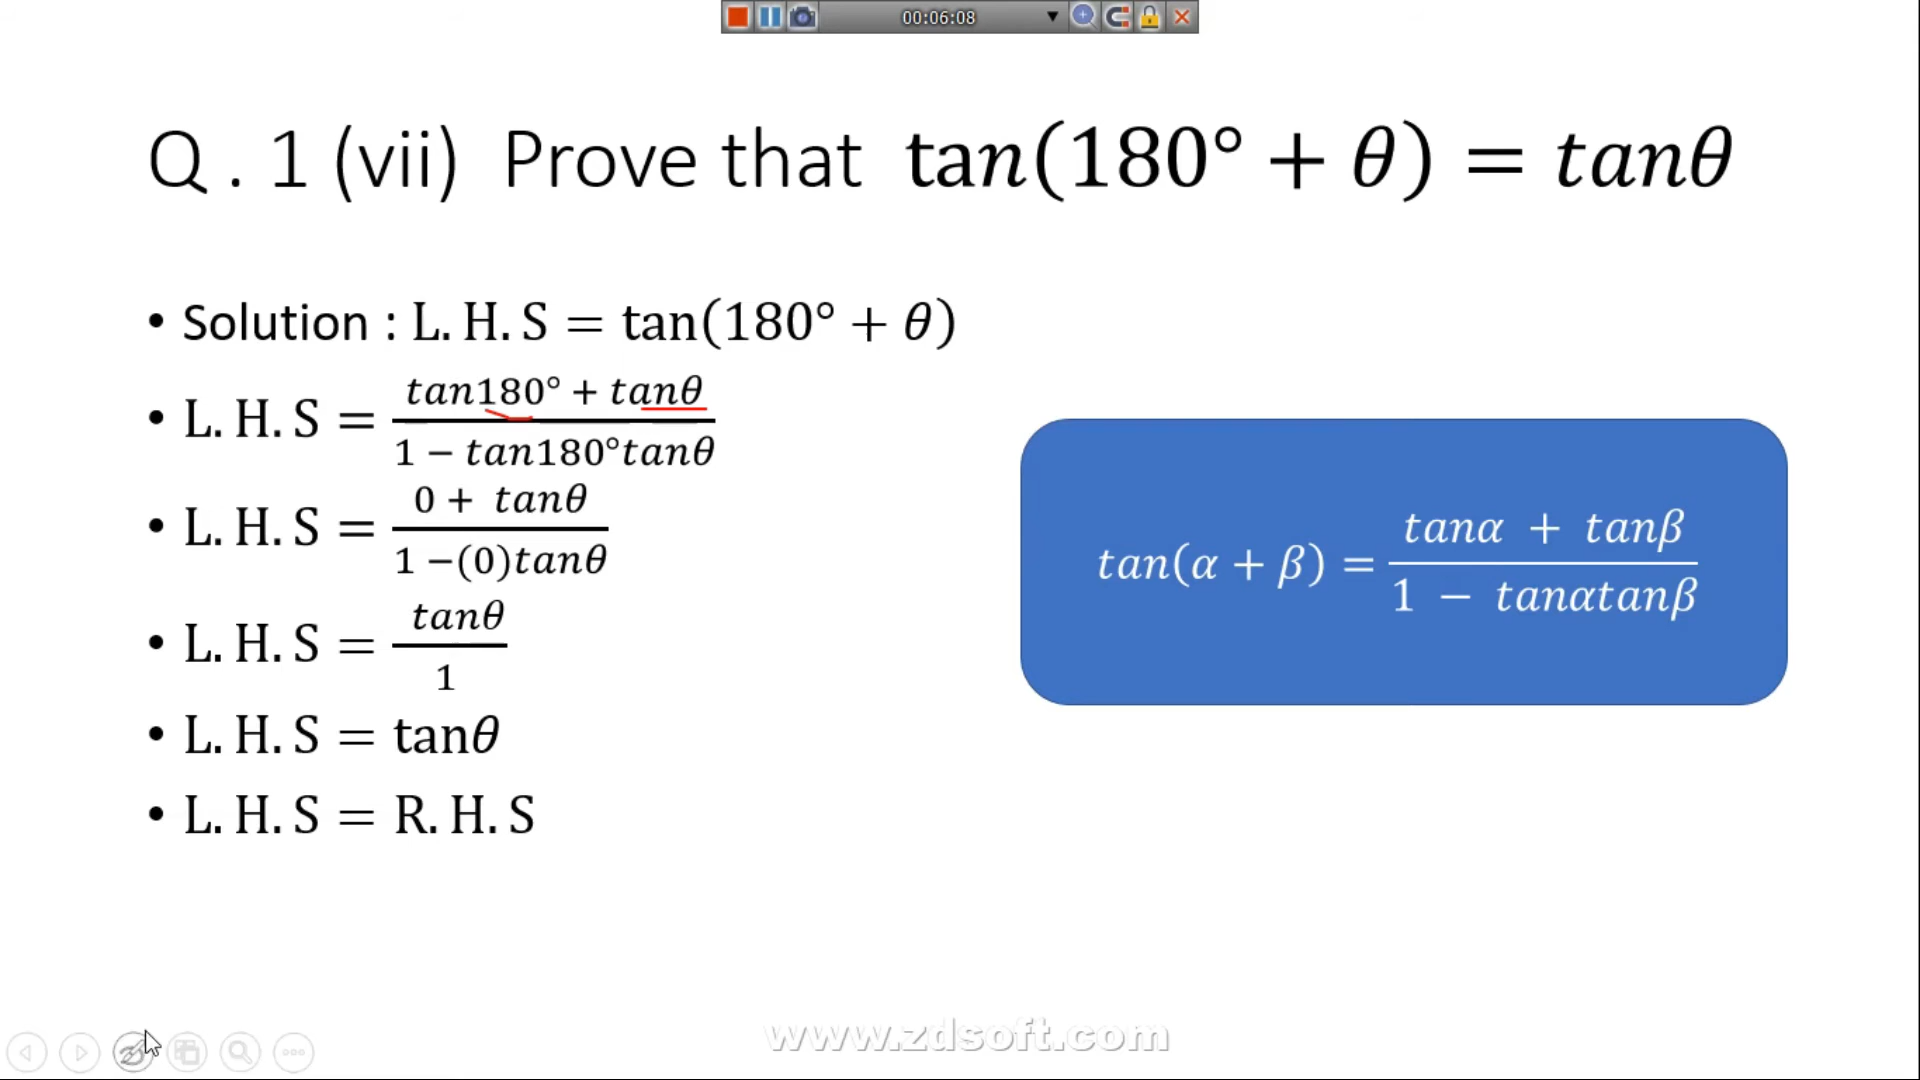 00:06:08
Q . 1 (vii) Prove that tan(180° + θ) = tanθ
• Solution : L. H. S = tan(180° + θ)
• L. H. S = (tan180° + tanθ)/(1 − tan180°tanθ)
• L. H. S = (0 + tanθ)/(1 −(0)tanθ)
• L. H. S = tanθ/1
• L. H. S = tanθ
• L. H. S = R. H. S
tan(α + β) = (tanα + tanβ)/(1 − tanαtanβ)
www.zdsoft.com